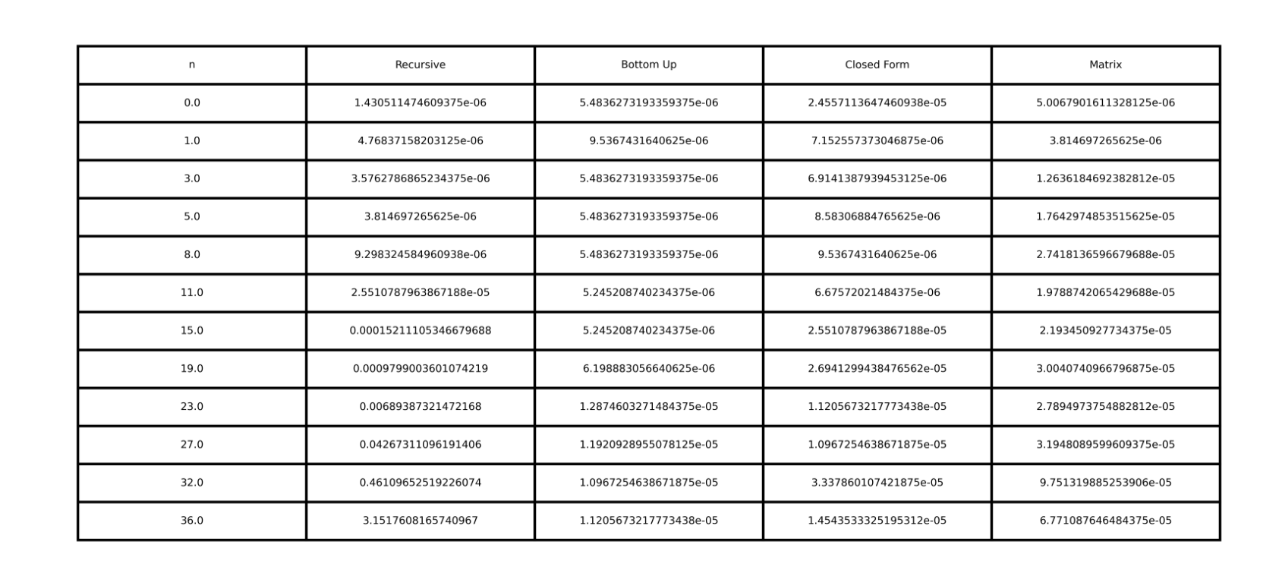 n Recursive Bottom Up Closed Form Matrix
0.0 1.430511474609375e-06 5.4836273193359375e-06 2.4557113647460938e-05 5.0067901611328125e-06
1.0 4.76837158203125e-06 9.5367431640625e-06 7.152557373046875e-06 3.814697265625e-06
3.0 3.5762786865234375e-06 5.4836273193359375e-06 6.9141387939453125e-06 1.2636184692382812e-05
5.0 3.814697265625e-06 5.4836273193359375e-06 8.58306884765625e-06 1.7642974853515625e-05
8.0 9.298324584960938e-06 5.4836273193359375e-06 9.5367431640625e-06 2.7418136596679688e-05
11.0 2.5510787963867188e-05 5.245208740234375e-06 6.67572021484375e-06 1.9788742065429688e-05
15.0 0.00015211105346679688 5.245208740234375e-06 2.5510787963867188e-05 2.193450927734375e-05
19.0 0.0009799003601074219 6.198883056640625e-06 2.6941299438476562e-05 3.0040740966796875e-05
23.0 0.00689387321472168 1.2874603271484375e-05 1.1205673217773438e-05 2.7894973754882812e-05
27.0 0.04267311096191406 1.1920928955078125e-05 1.0967254638671875e-05 3.1948089599609375e-05
32.0 0.46109652519226074 1.0967254638671875e-05 3.337860107421875e-05 9.751319885253906e-05
36.0 3.1517608165740967 1.1205673217773438e-05 1.4543533325195312e-05 6.771087646484375e-05